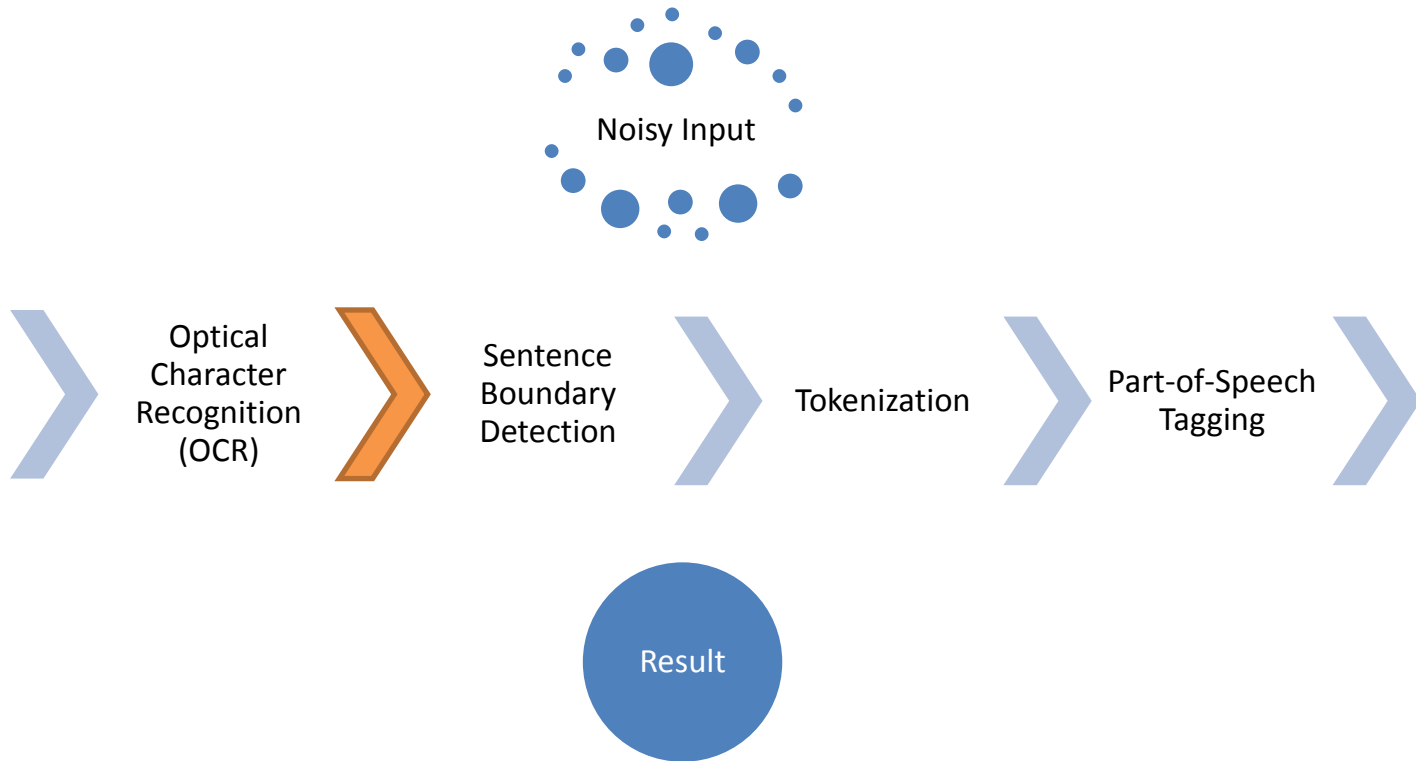 Noisy Input
Optical
Character
Recognition
(OCR)
Sentence
Boundary
Detection
Tokenization
Part-of-Speech
Tagging
Result